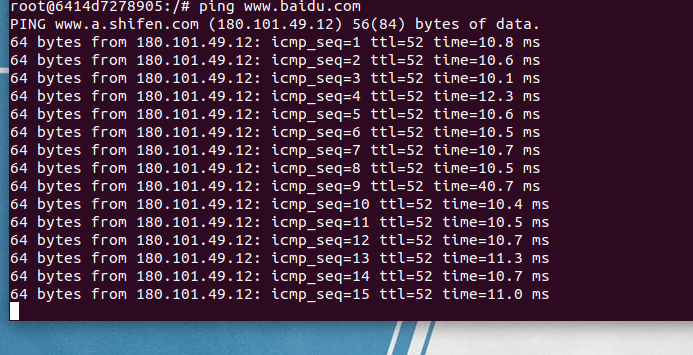 root@6414d7278905:/# ping www.baidu.com
PING www.a.shifen.com (180.101.49.12) 56(84) bytes of data.
64 bytes from 180.101.49.12: icmp_seq=1 ttl=52 time=10.8 ms
64 bytes from 180.101.49.12: icmp_seq=2 ttl=52 time=10.6 ms
64 bytes from 180.101.49.12: icmp_seq=3 ttl=52 time=10.1 ms
64 bytes from 180.101.49.12: icmp_seq=4 ttl=52 time=12.3 ms
64 bytes from 180.101.49.12: icmp_seq=5 ttl=52 time=10.6 ms
64 bytes from 180.101.49.12: icmp_seq=6 ttl=52 time=10.5 ms
64 bytes from 180.101.49.12: icmp_seq=7 ttl=52 time=10.7 ms
64 bytes from 180.101.49.12: icmp_seq=8 ttl=52 time=10.5 ms
64 bytes from 180.101.49.12: icmp_seq=9 ttl=52 time=40.7 ms
64 bytes from 180.101.49.12: icmp_seq=10 ttl=52 time=10.4 ms
64 bytes from 180.101.49.12: icmp_seq=11 ttl=52 time=10.5 ms
64 bytes from 180.101.49.12: icmp_seq=12 ttl=52 time=10.7 ms
64 bytes from 180.101.49.12: icmp_seq=13 ttl=52 time=11.3 ms
64 bytes from 180.101.49.12: icmp_seq=14 ttl=52 time=10.7 ms
64 bytes from 180.101.49.12: icmp_seq=15 ttl=52 time=11.0 ms